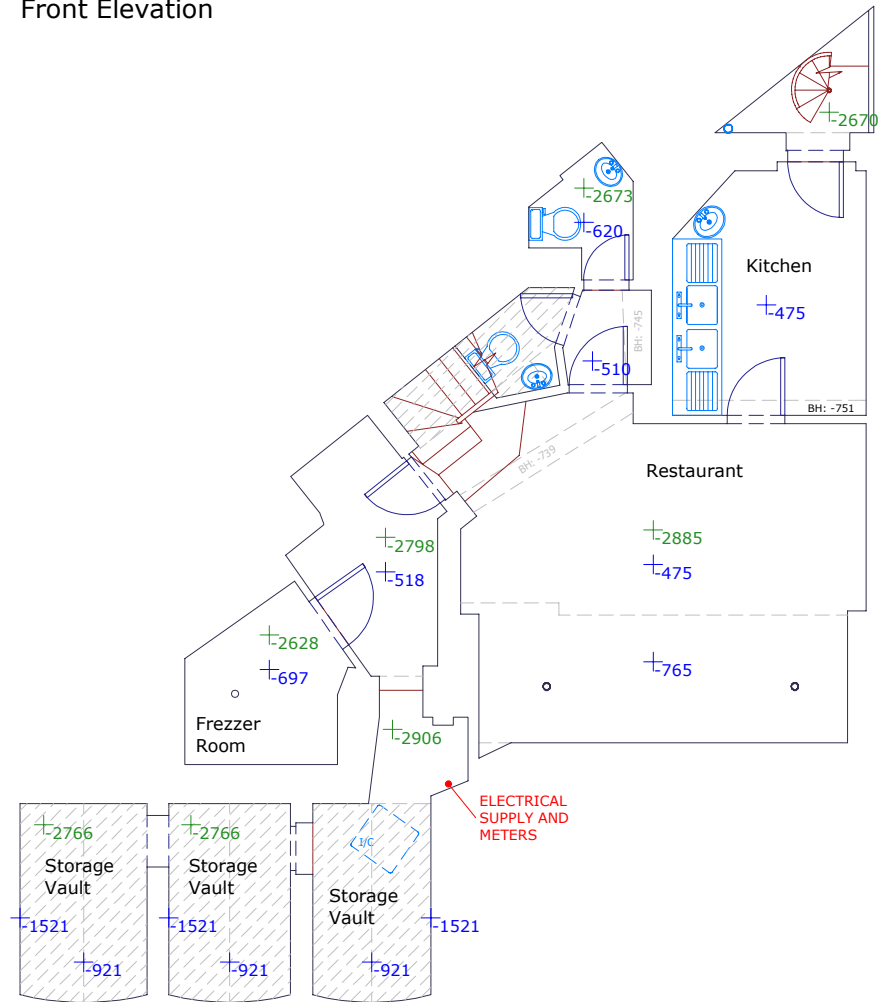 Front Elevation
-2670
-2673
-620
Kitchen
-475
BH: -745
-510
BH: -751
BH: -739
Restaurant
-2798
-518
-2885
-475
-2628
-697
-765
Frezzer
Room
-2906
ELECTRICAL
SUPPLY AND
METERS
-2766
-2766
I/C
Storage
Vault
Storage
Vault
Storage
Vault
-1521
-1521
-1521
-921
-921
-921